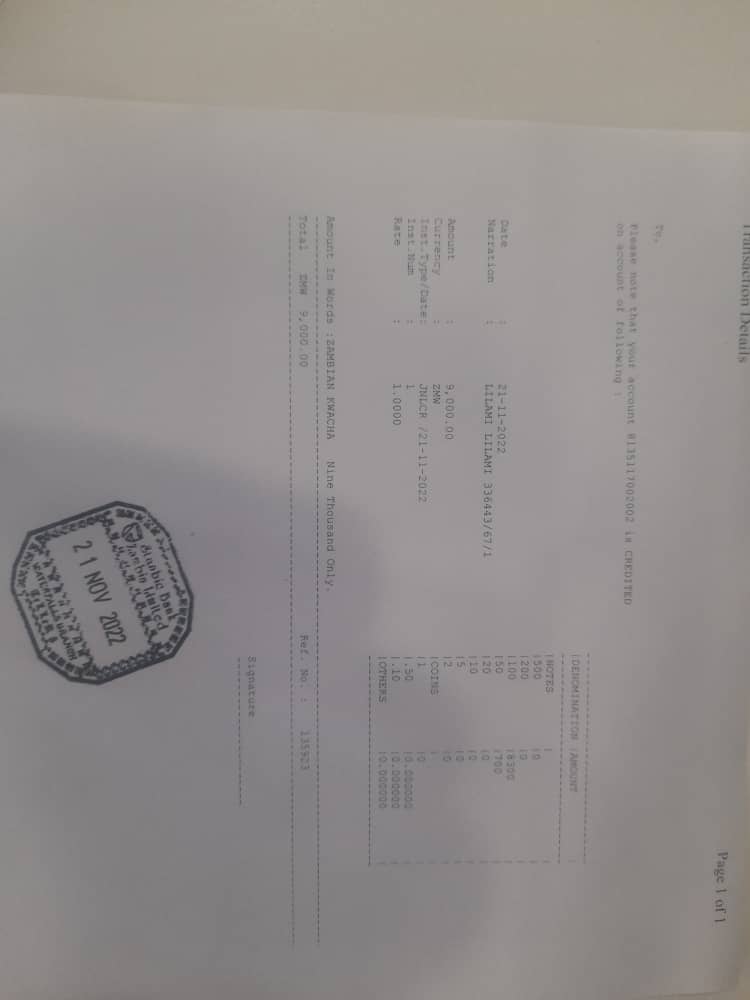 Transaction Details
Page 1 of 1
To,
Please note that your account 0135117002002 is CREDITED
on account of following :
|DENOMINATION |AMOUNT |
|NOTES | |
|500 |0 |
Date : 21-11-2022 |200 |0
Narration : LILAMI LILAMI 336443/67/1 |100 |8300
|50 |700
|20 |0
Amount : 9,000.00 |10 |0
Currency : ZMW |5 |0
Inst.Type/Date: JNLCR /21-11-2022 |2 |0
Inst.Num : 1 |COINS |
Rate : 1.0000 |1 |0
|.50 |0.000000
|.10 |0.000000
|OTHERS |0.000000 |
Amount In Words :ZAMBIAN KWACHA Nine Thousand Only.
Total ZMW 9,000.00 Ref. No. : 135923
Signature
Stanbic Bank
Zambia Limited
21 NOV 2022
BRANCH